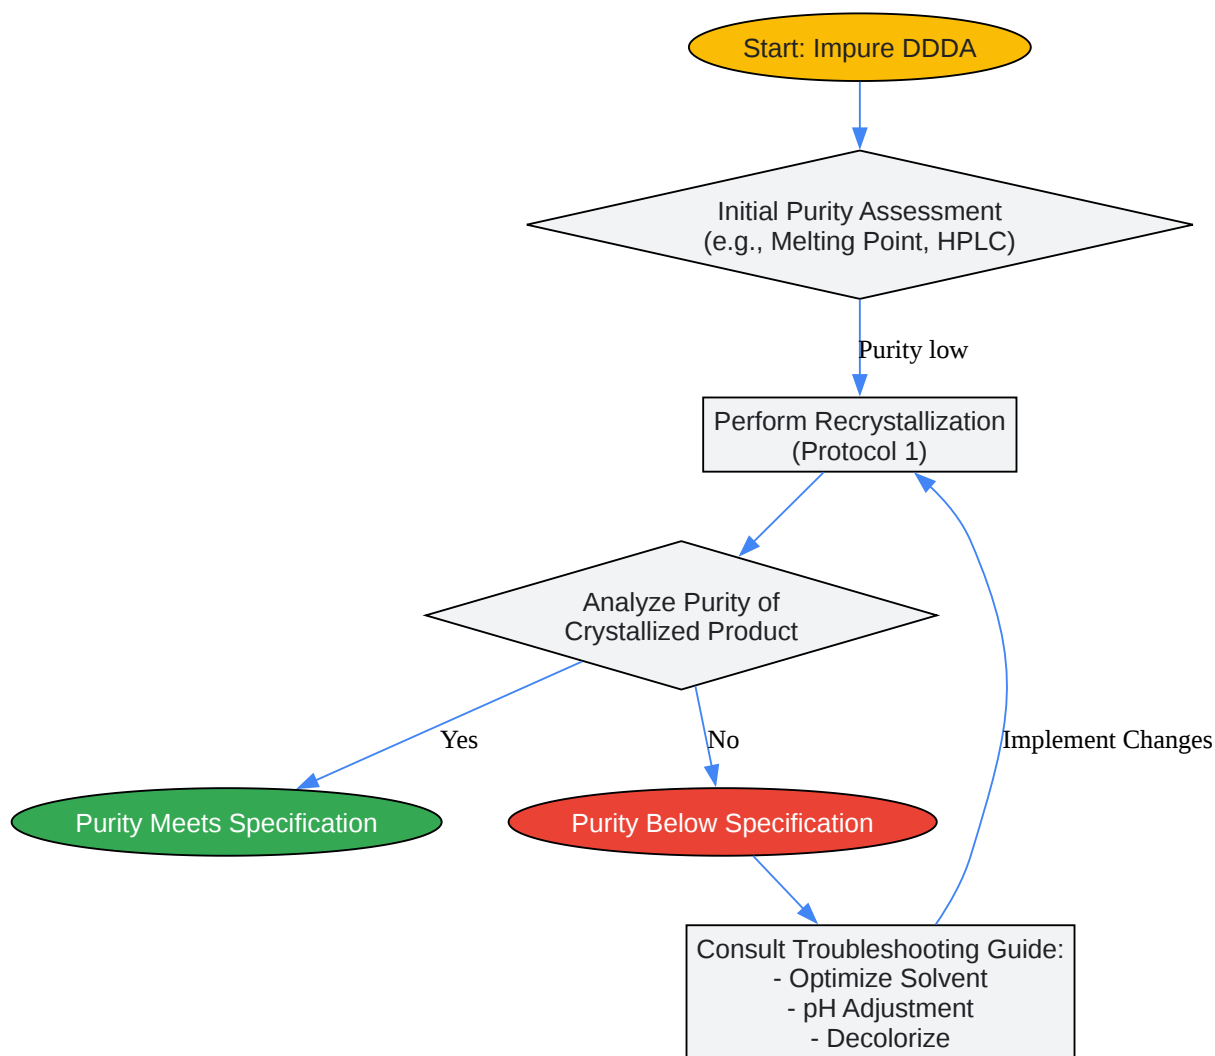 Start: Impure DDDA
Initial Purity Assessment
(e.g., Melting Point, HPLC)
Purity low
Perform Recrystallization
(Protocol 1)
Analyze Purity of
Crystallized Product
Yes
No
Implement Changes
Purity Meets Specification
Purity Below Specification
Consult Troubleshooting Guide:
- Optimize Solvent
- pH Adjustment
- Decolorize